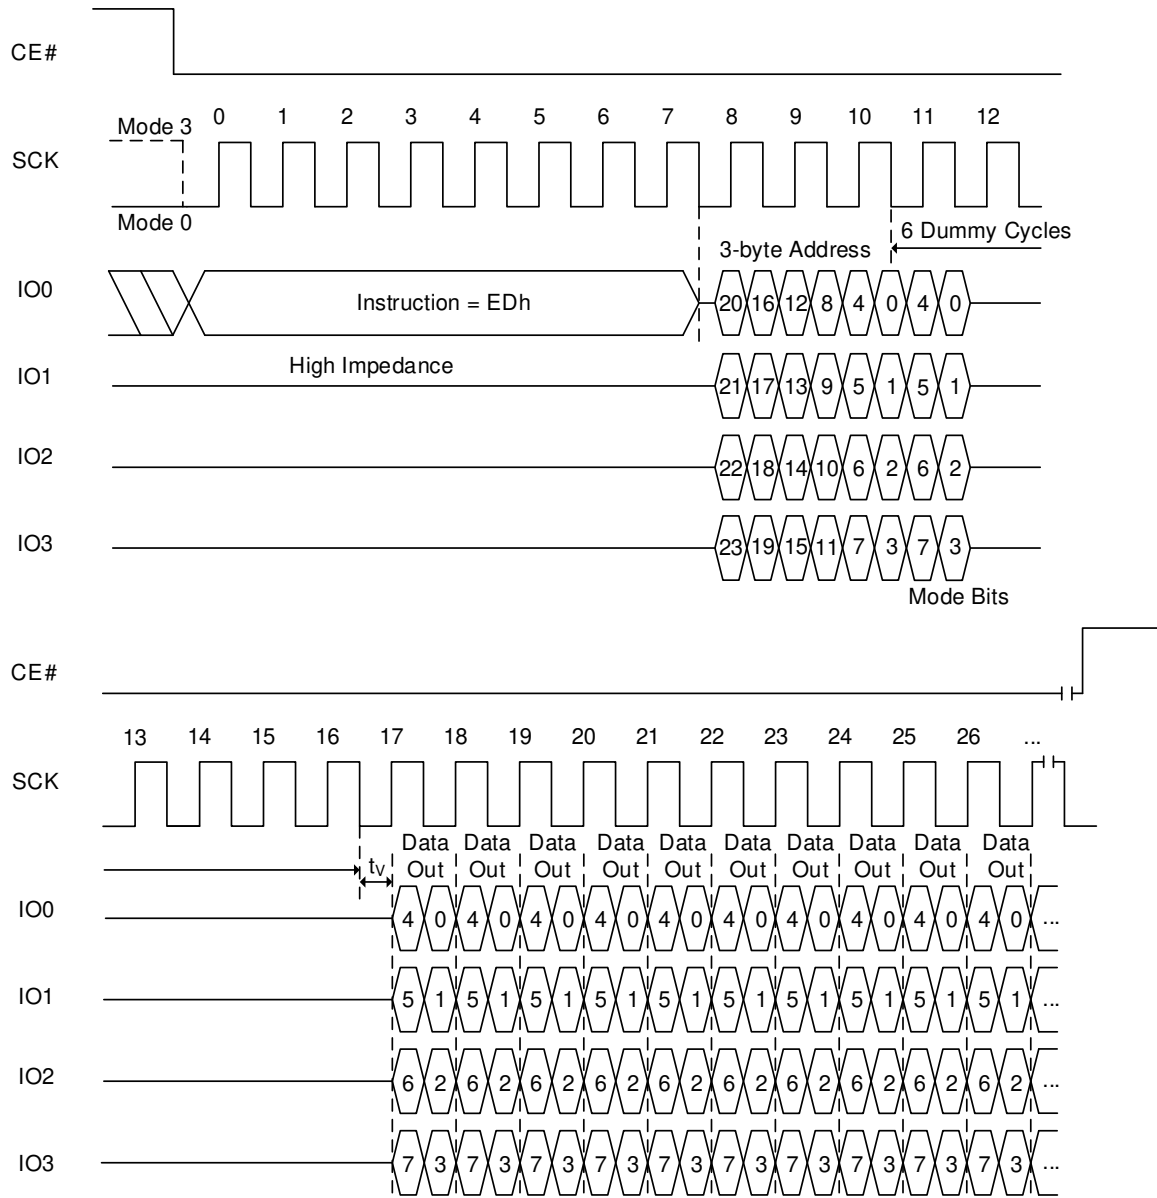 CE#
0 1 2 3 4 5 6 7 8 9 10 11 12
Mode 3
SCK
Mode 0
6 Dummy Cycles
3-byte Address
IO0
Instruction = EDh
20 16 12 8 4 0 4 0
High Impedance
IO1
21 17 13 9 5 1 5 1
IO2
22 18 14 10 6 2 6 2
IO3
23 19 15 11 7 3 7 3
Mode Bits
CE#
13 14 15 16 17 18 19 20 21 22 23 24 25 26 ...
SCK
Data Data Data Data Data Data Data Data Data Data
tV Out Out Out Out Out Out Out Out Out Out
IO0
4 0 4 0 4 0 4 0 4 0 4 0 4 0 4 0 4 0 4 0 ...
IO1
5 1 5 1 5 1 5 1 5 1 5 1 5 1 5 1 5 1 5 1 ...
IO2
6 2 6 2 6 2 6 2 6 2 6 2 6 2 6 2 6 2 6 2 ...
IO3
7 3 7 3 7 3 7 3 7 3 7 3 7 3 7 3 7 3 7 3 ...